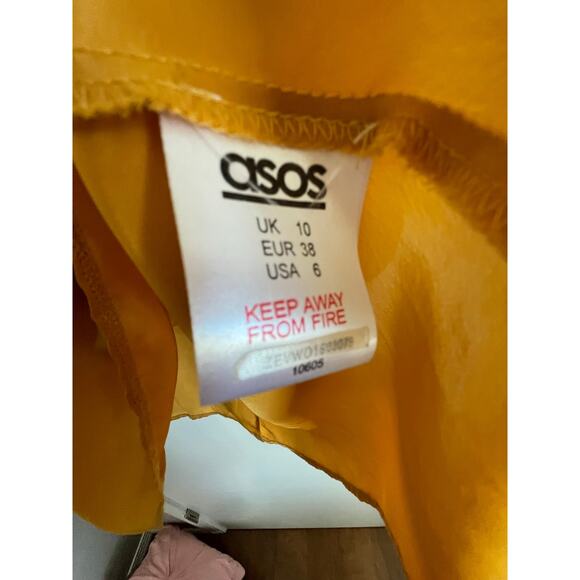 asos
UK 10
EUR 38
USA 6
KEEP AWAY
FROM FIRE
10605